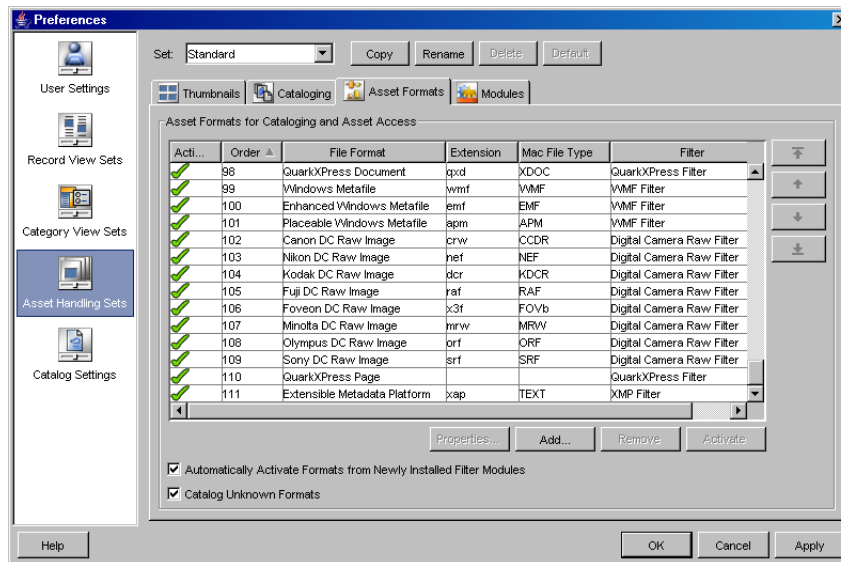 Preferences
User Settings
Record View Sets
Category View Sets
Asset Handling Sets
Catalog Settings
Set: Standard Copy Rename Delete Default
Thumbnails Cataloging Asset Formats Modules
Asset Formats for Cataloging and Asset Access
Acti... Order File Format Extension Mac File Type Filter
98 QuarkXPress Document qxd XDOC QuarkXPress Filter
99 Windows Metafile wmf WMF WMF Filter
100 Enhanced Windows Metafile emf EMF WMF Filter
101 Placeable Windows Metafile apm APM WMF Filter
102 Canon DC Raw Image crw CCDR Digital Camera Raw Filter
103 Nikon DC Raw Image nef NEF Digital Camera Raw Filter
104 Kodak DC Raw Image dcr KDCR Digital Camera Raw Filter
105 Fuji DC Raw Image raf RAF Digital Camera Raw Filter
106 Foveon DC Raw Image x3f FOVb Digital Camera Raw Filter
107 Minolta DC Raw Image mrw MRW Digital Camera Raw Filter
108 Olympus DC Raw Image orf ORF Digital Camera Raw Filter
109 Sony DC Raw Image srf SRF Digital Camera Raw Filter
110 QuarkXPress Page QuarkXPress Filter
111 Extensible Metadata Platform xap TEXT XMP Filter
Properties... Add... Remove Activate
Automatically Activate Formats from Newly Installed Filter Modules
Catalog Unknown Formats
Help OK Cancel Apply